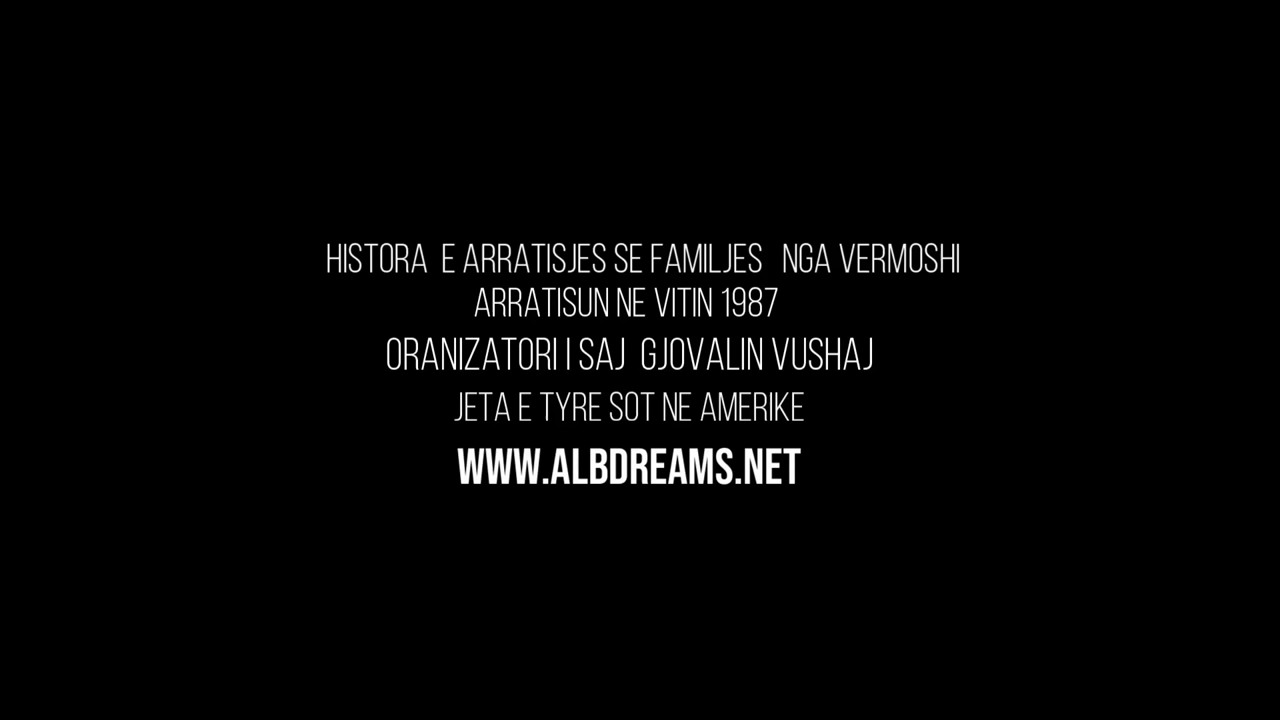 HISTORA E ARRATISJES SE FAMILJES NGA VERMOSHI
ARRATISUN NE VITIN 1987
ORANIZATORI I SAJ GJOVALIN VUSHAJ
JETA E TYRE SOT NE AMERIKE
WWW.ALBDREAMS.NET